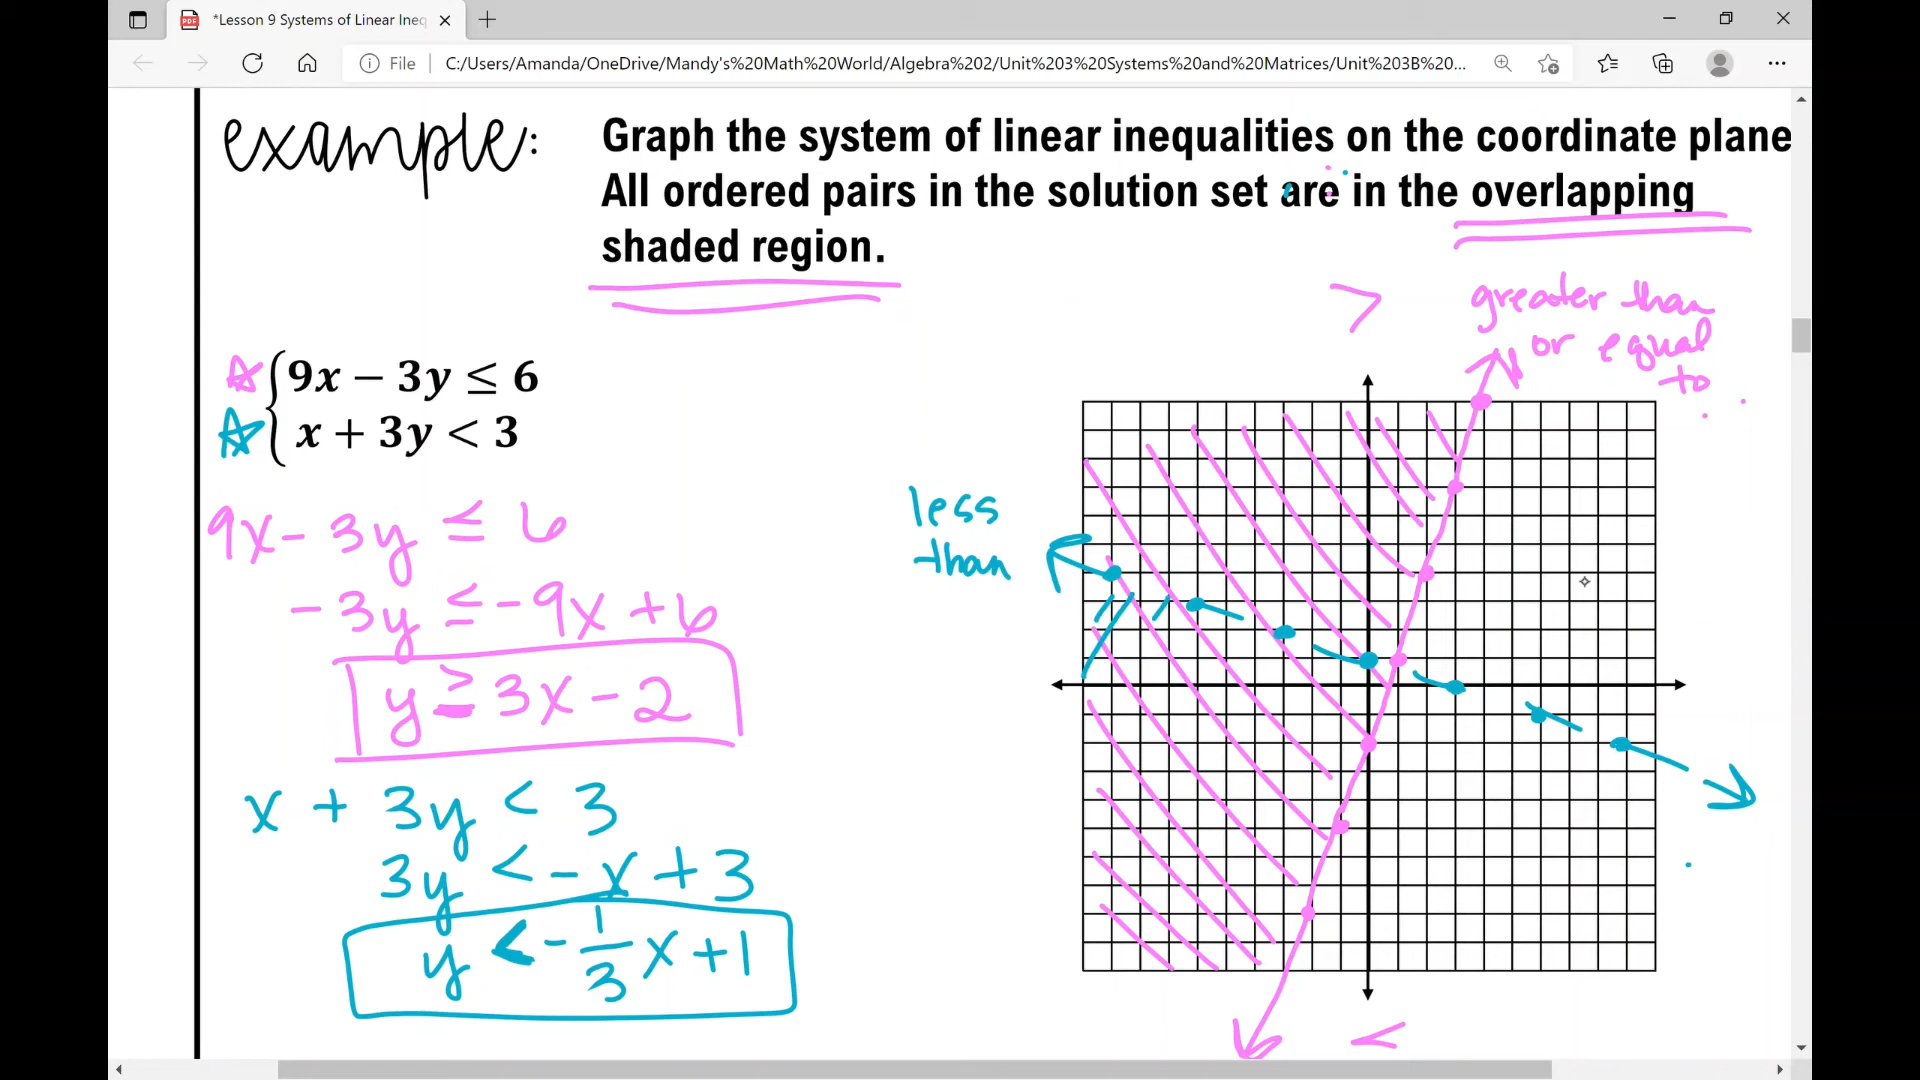 *Lesson 9 Systems of Linear Ineq
File C:/Users/Amanda/OneDrive/Mandy's%20Math%20World/Algebra%202/Unit%203%20Systems%20and%20Matrices/Unit%203B%20...
example:
Graph the system of linear inequalities on the coordinate plane
All ordered pairs in the solution set are in the overlapping
shaded region.
>
greater than
or equal
to
9x − 3y ≤ 6
x + 3y < 3
9x - 3y ≤ 6
-3y ≤ -9x + 6
y ≥ 3x - 2
x + 3y < 3
3y < -x + 3
y < -1/3 x + 1
less
than
<